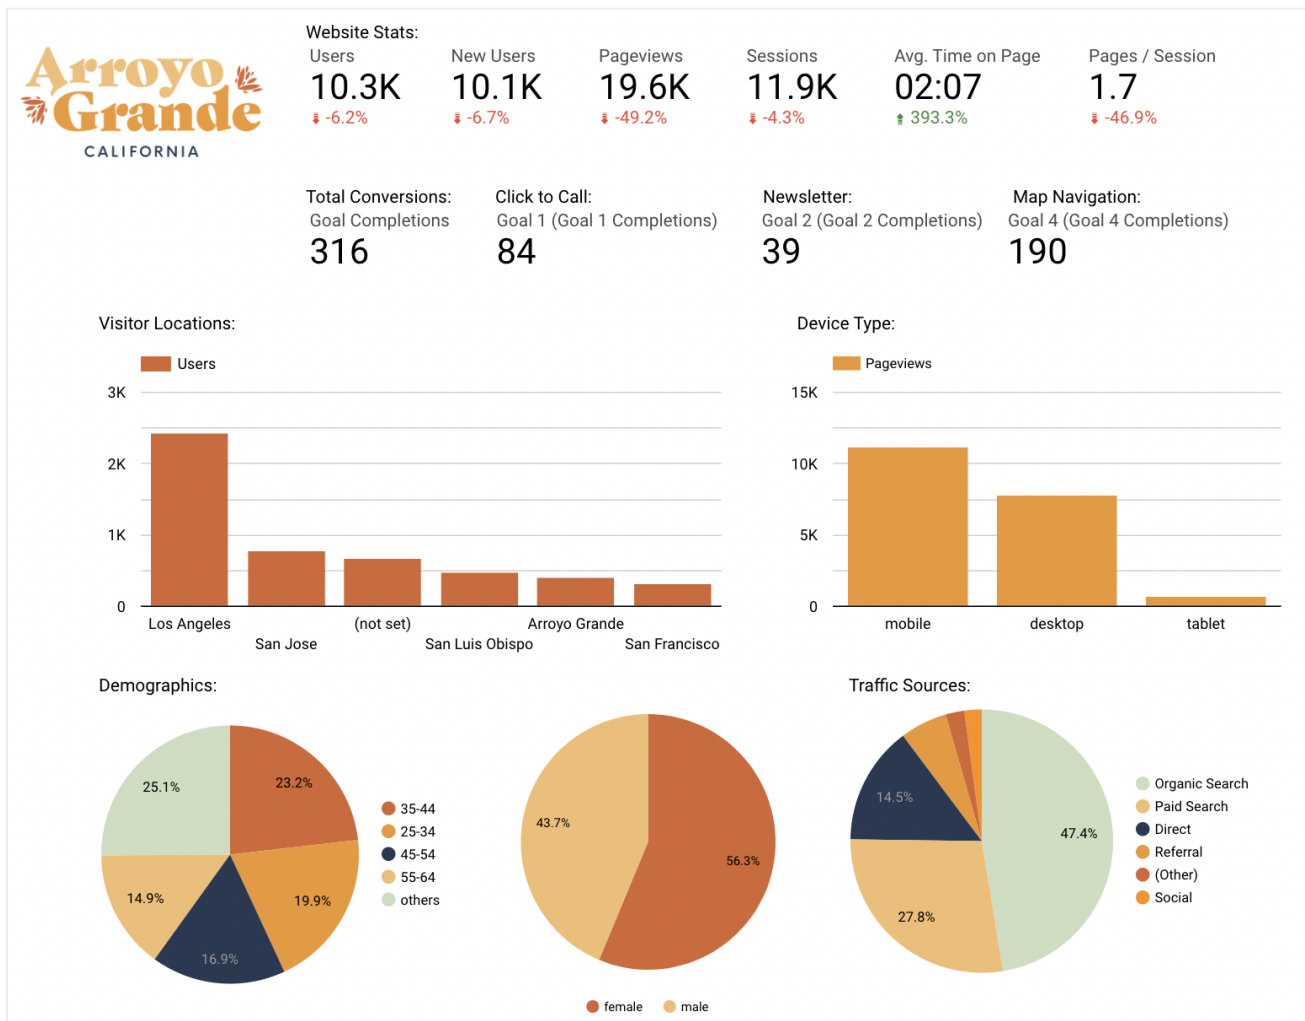 Arroyo
Grande
CALIFORNIA
Website Stats:
Users
10.3K
-6.2%
New Users
10.1K
-6.7%
Pageviews
19.6K
-49.2%
Sessions
11.9K
-4.3%
Avg. Time on Page
02:07
393.3%
Pages / Session
1.7
-46.9%
Total Conversions:
Goal Completions
316
Click to Call:
Goal 1 (Goal 1 Completions)
84
Newsletter:
Goal 2 (Goal 2 Completions)
39
Map Navigation:
Goal 4 (Goal 4 Completions)
190
Visitor Locations:
Users
3K
2K
1K
0
Los Angeles
San Jose
(not set)
San Luis Obispo
Arroyo Grande
San Francisco
Device Type:
Pageviews
15K
10K
5K
0
mobile
desktop
tablet
Demographics:
25.1%
23.2%
14.9%
19.9%
16.9%
35-44
25-34
45-54
55-64
others
43.7%
56.3%
female
male
Traffic Sources:
14.5%
47.4%
27.8%
Organic Search
Paid Search
Direct
Referral
(Other)
Social